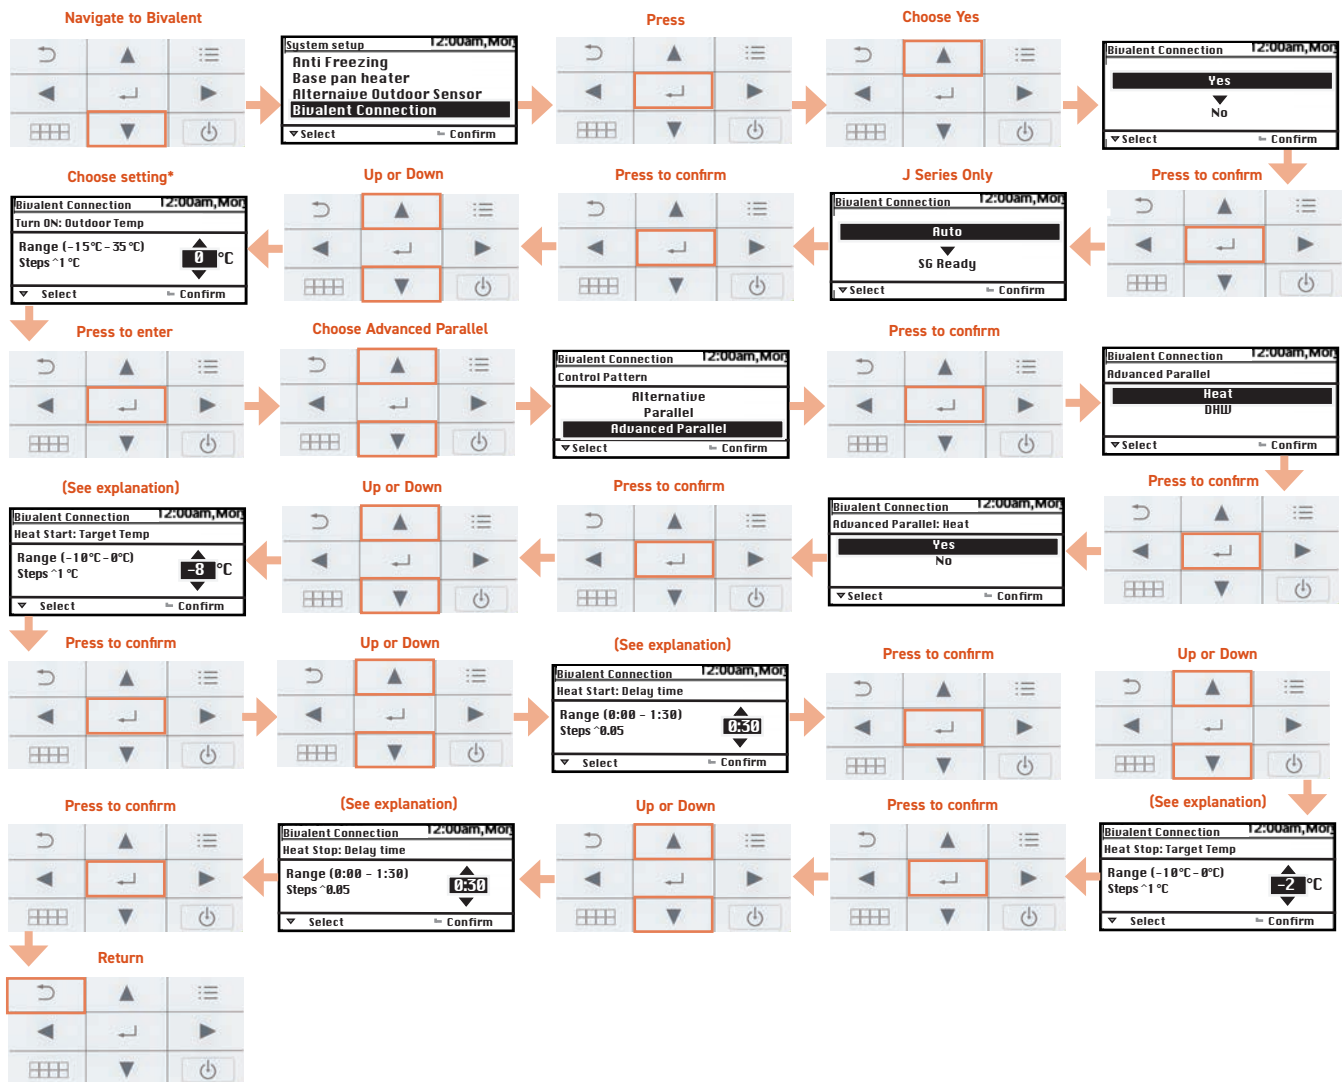 Navigate to Bivalent
System setup 12:00am,Mon
Anti Freezing
Base pan heater
Alternaive Outdoor Sensor
Bivalent Connection
Select Confirm
Press
Choose Yes
Bivalent Connection 12:00am,Mon
Yes
No
Select Confirm
Press to confirm
J Series Only
Bivalent Connection 12:00am,Mon
Auto
SG Ready
Select Confirm
Press to confirm
Up or Down
Choose setting*
Bivalent Connection 12:00am,Mon
Turn ON: Outdoor Temp
Range (-15°C-35°C)
Steps ^1°C
0 °C
Select Confirm
Press to enter
Choose Advanced Parallel
Bivalent Connection 12:00am,Mon
Control Pattern
Alternative
Parallel
Advanced Parallel
Select Confirm
Press to confirm
Bivalent Connection 12:00am,Mon
Advanced Parallel
Heat
DHW
Select Confirm
Press to confirm
Bivalent Connection 12:00am,Mon
Advanced Parallel: Heat
Yes
No
Select Confirm
Press to confirm
Up or Down
(See explanation)
Bivalent Connection 12:00am,Mon
Heat Start: Target Temp
Range (-10°C-0°C)
Steps ^1°C
-8 °C
Select Confirm
Press to confirm
Up or Down
(See explanation)
Bivalent Connection 12:00am,Mon
Heat Start: Delay time
Range (0:00 - 1:30)
Steps ^0.05
0:30
Select Confirm
Press to confirm
Up or Down
(See explanation)
Bivalent Connection 12:00am,Mon
Heat Stop: Target Temp
Range (-10°C-0°C)
Steps ^1°C
-2 °C
Select Confirm
Press to confirm
Up or Down
(See explanation)
Bivalent Connection 12:00am,Mon
Heat Stop: Delay time
Range (0:00 - 1:30)
Steps ^0.05
0:30
Select Confirm
Press to confirm
Return